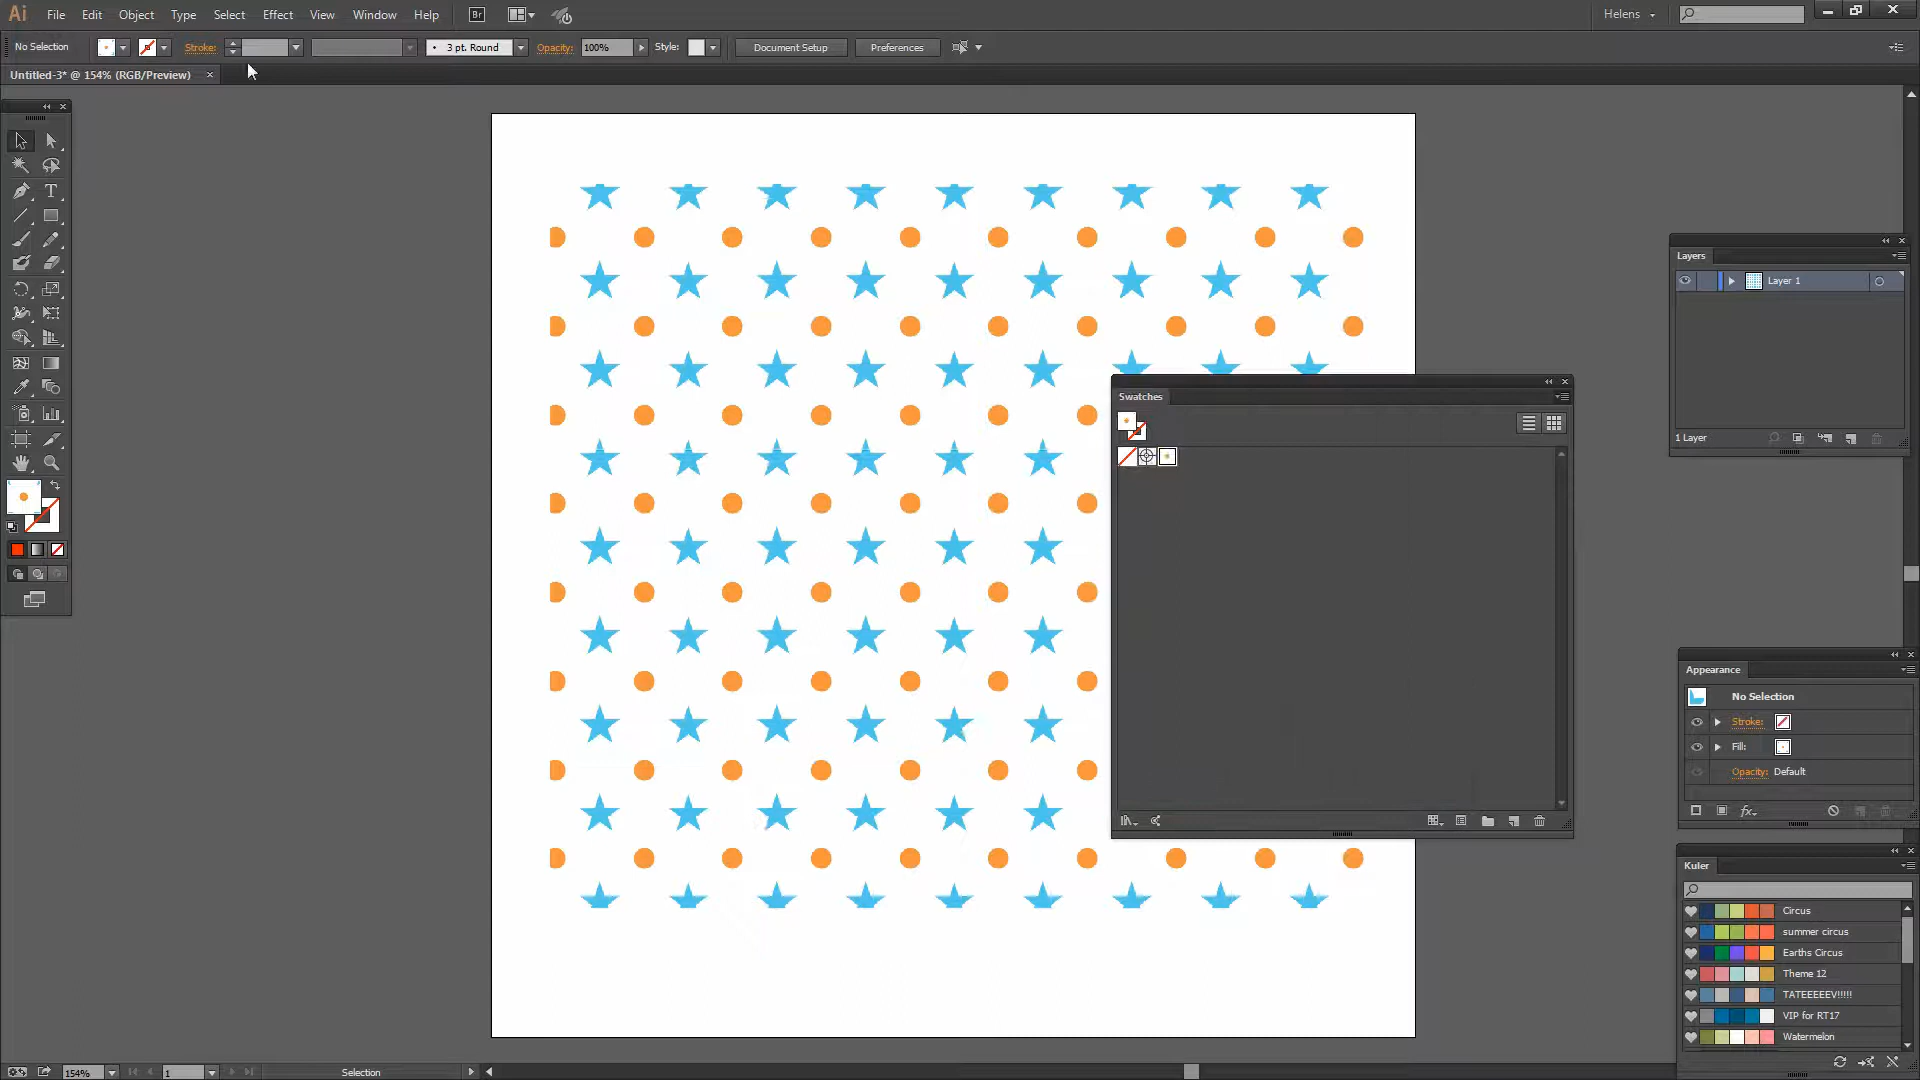 Ai File Edit Object Type Select Effect View Window Help Br Helens
No Selection Stroke: 3 pt. Round Opacity: 100% Style: Document Setup Preferences
Untitled-3* @ 154% (RGB/Preview)
T
Layers
Layer 1
1 Layer
Swatches
Appearance
No Selection
Stroke:
Fill:
Opacity: Default
fx
Kuler
Circus
summer circus
Earths Circus
Theme 12
TATEEEEEV!!!!!
VIP for RT17
Watermelon
154% 1 Selection